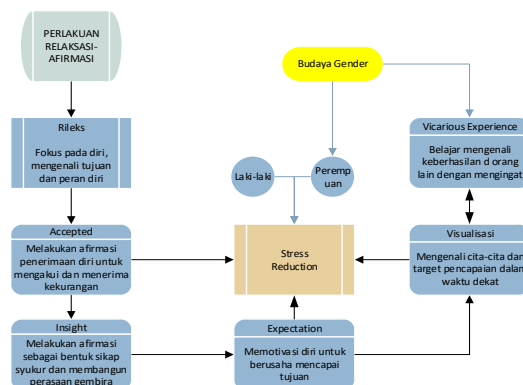 PERLAKUAN
RELAKSASI-
AFIRMASI
Budaya Gender
Rileks
Fokus pada diri,
mengenali tujuan
dan peran diri
Vicarious Experience
Belajar mengenali
keberhasilan d orang
lain dengan mengingat
Laki-laki
Peremp
uan
Accepted
Melakukan afirmasi
penerimaan diri untuk
mengakui dan menerima
kekurangan
Stress
Reduction
Visualisasi
Mengenali cita-cita dan
target pencapaian dalam
waktu dekat
Insight
Melakukan afirmasi
sebagai bentuk sikap
syukur dan membangun
perasaan gembira
Expectation
Memotivasi diri untuk
berusaha mencapai
tujuan